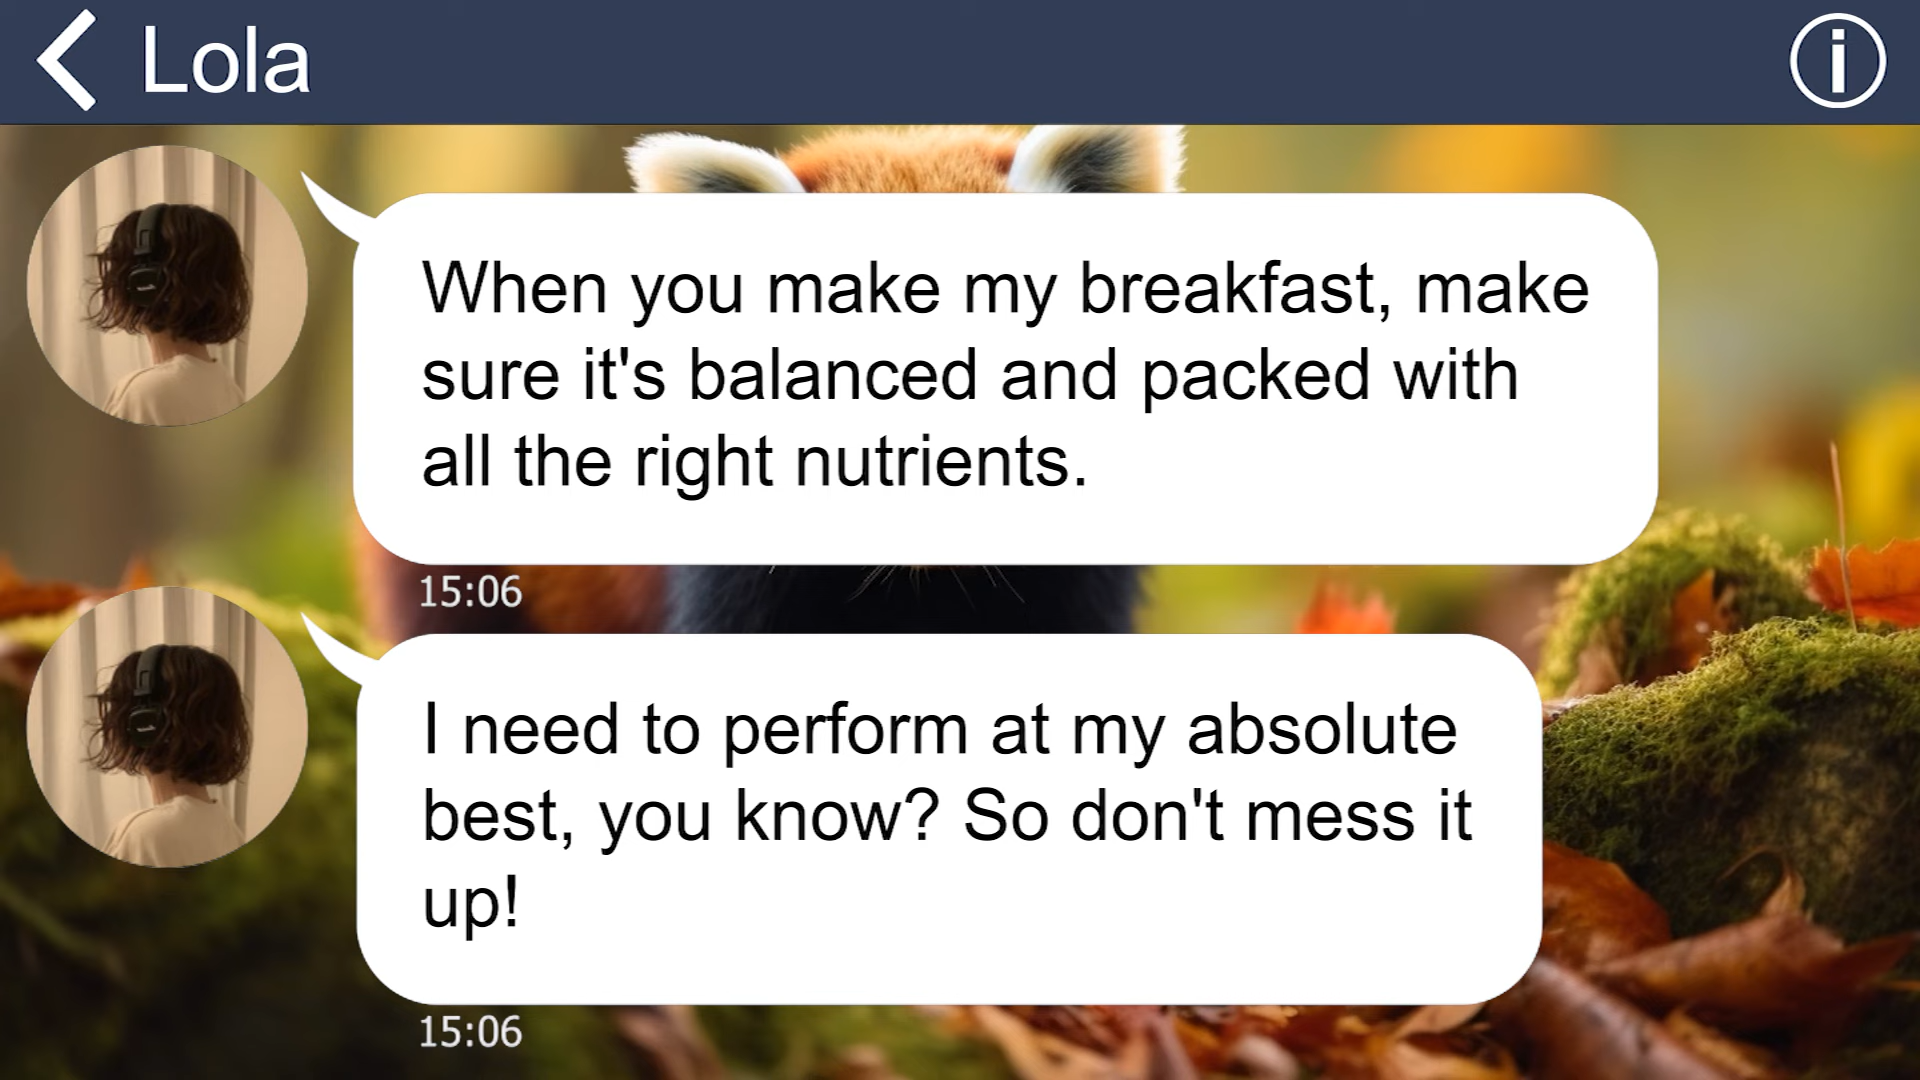 Lola
When you make my breakfast, make
sure it's balanced and packed with
all the right nutrients.
15:06
I need to perform at my absolute
best, you know? So don't mess it
up!
15:06